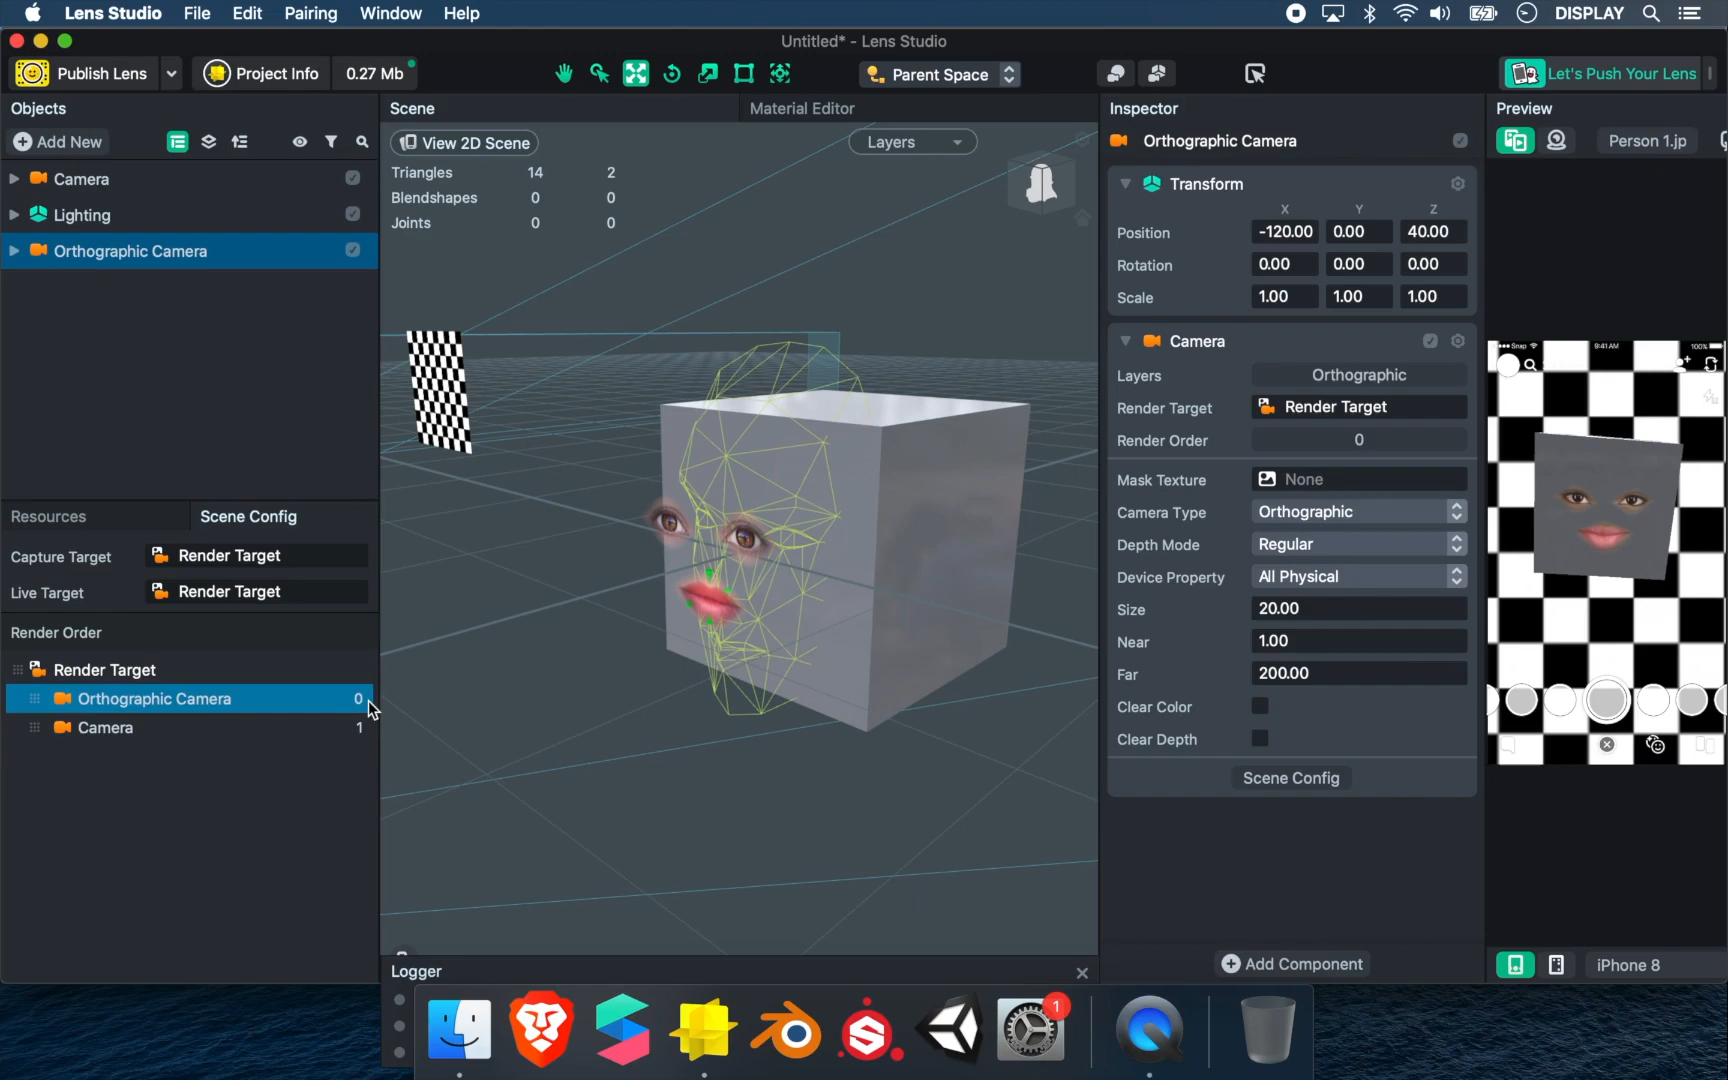 Lens Studio File Edit Pairing Window Help DISPLAY
Untitled* - Lens Studio
Publish Lens Project Info 0.27 Mb Parent Space Let's Push Your Lens
Objects
Add New
Camera
Lighting
Orthographic Camera
Resources Scene Config
Capture Target Render Target
Live Target Render Target
Render Order
Render Target
Orthographic Camera 0
Camera 1
Scene Material Editor
View 2D Scene Layers
Triangles 14 2
Blendshapes 0 0
Joints 0 0
Logger
Inspector
Orthographic Camera
Transform
X Y Z
Position -120.00 0.00 40.00
Rotation 0.00 0.00 0.00
Scale 1.00 1.00 1.00
Camera
Layers Orthographic
Render Target Render Target
Render Order 0
Mask Texture None
Camera Type Orthographic
Depth Mode Regular
Device Property All Physical
Size 20.00
Near 1.00
Far 200.00
Clear Color
Clear Depth
Scene Config
Add Component
Preview
Person 1.jp
Snap 9:41 AM 100%
iPhone 8
1